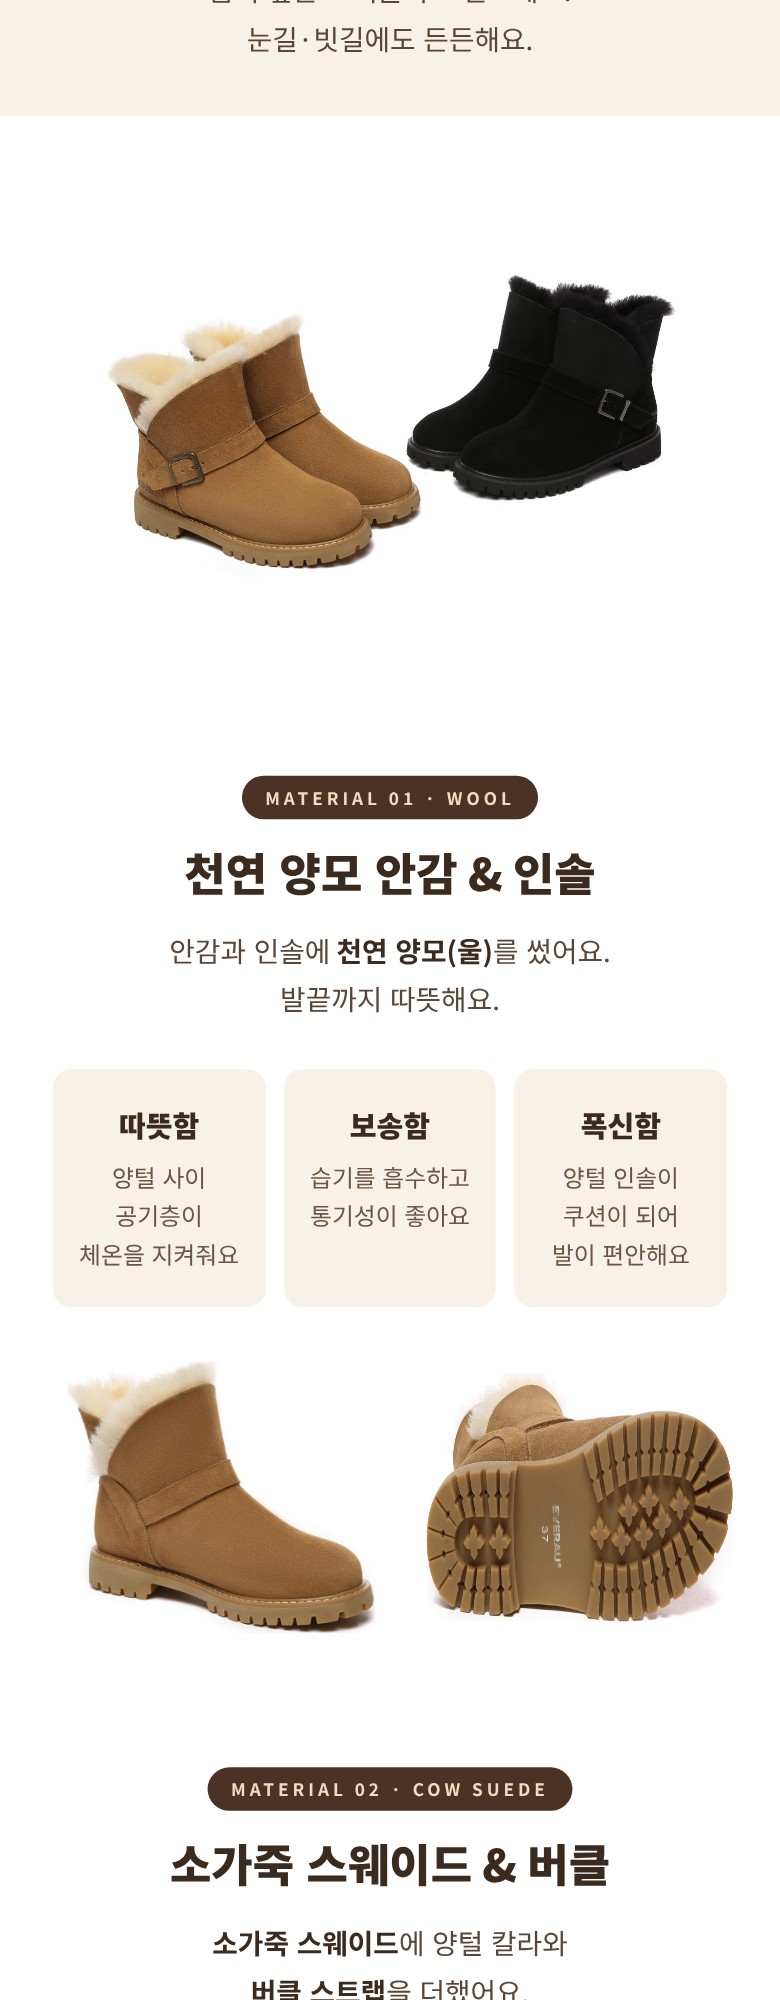 눈길·빗길에도 든든해요.
MATERIAL 01 · WOOL
천연 양모 안감 & 인솔
안감과 인솔에 천연 양모(울)를 썼어요.
발끝까지 따뜻해요.
따뜻함
양털 사이
공기층이
체온을 지켜줘요
보송함
습기를 흡수하고
통기성이 좋아요
폭신함
양털 인솔이
쿠션이 되어
발이 편안해요
EVERAU®
37
MATERIAL 02 · COW SUEDE
소가죽 스웨이드 & 버클
소가죽 스웨이드에 양털 칼라와
버클 스트랩을 더했어요.